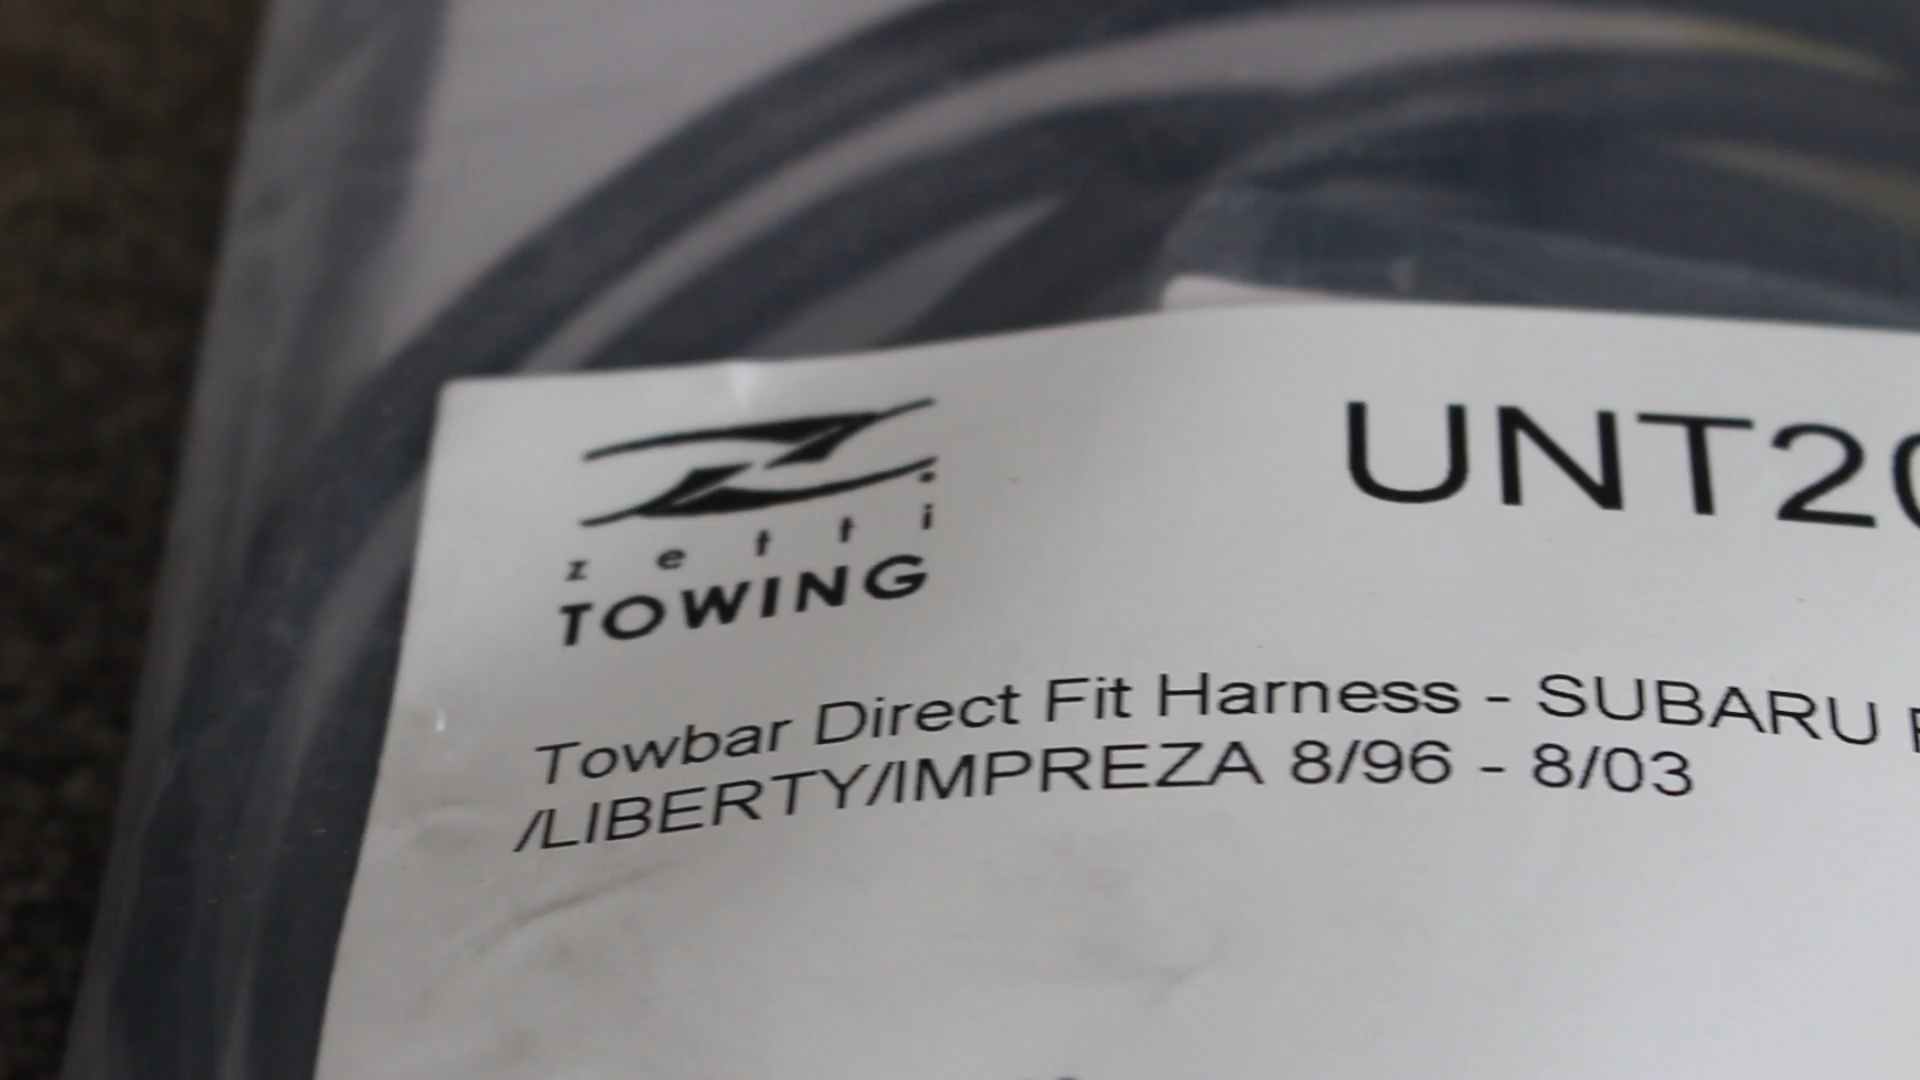 UNT20
zetti
TOWING
Towbar Direct Fit Harness - SUBARU
/LIBERTY/IMPREZA 8/96 - 8/03